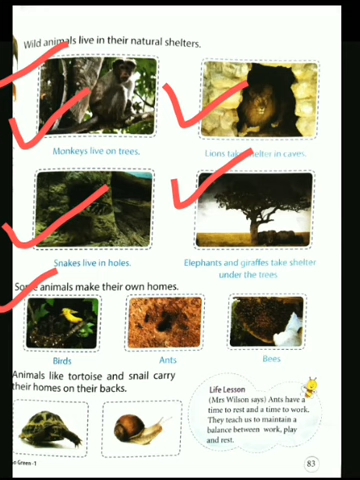 Wild animals live in their natural shelters.
Monkeys live on trees.
Lions take shelter in caves.
Snakes live in holes.
Elephants and giraffes take shelter
under the trees
Some animals make their own homes.
Birds
Ants
Bees
Animals like tortoise and snail carry
their homes on their backs.
Life Lesson
(Mrs Wilson says) Ants have a
time to rest and a time to work.
They teach us to maintain a
balance between work, play
and rest.
Green-1
83